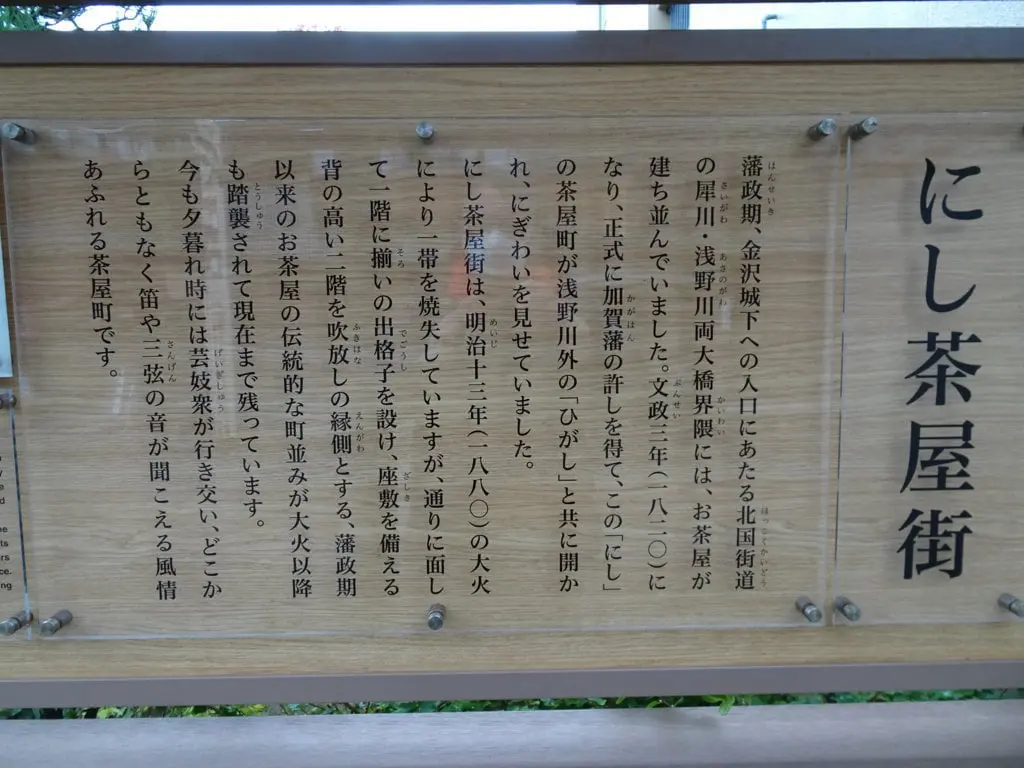 にし茶屋街
藩政期、金沢城下への入口にあたる北国街道
の犀川・浅野川両大橋界隈には、お茶屋が
建ち並んでいました。文政三年(一八二〇)に
なり、正式に加賀藩の許しを得て、この「にし」
の茶屋町が浅野川外の「ひがし」と共に開か
れ、にぎわいを見せていました。
にし茶屋街は、明治十三年(一八八〇)の大火
により一帯を焼失していますが、通りに面し
て一階に揃いの出格子を設け、座敷を備える
背の高い二階を吹放しの縁側とする、藩政期
以来のお茶屋の伝統的な町並みが大火以降
も踏襲されて現在まで残っています。
今も夕暮れ時には芸妓衆が行き交い、どこか
らともなく笛や三弦の音が聞こえる風情
あふれる茶屋町です。